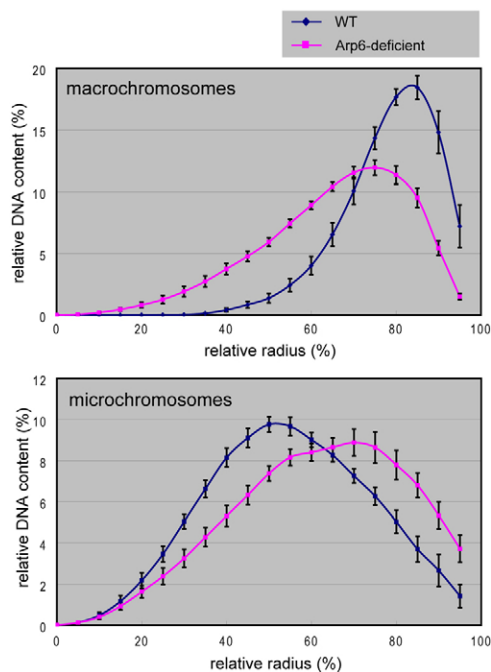 WT
Arp6-deficient
macrochromosomes
relative DNA content (%)
20
15
10
5
0
0 20 40 60 80 100
relative radius (%)
microchromosomes
relative DNA content (%)
12
10
8
6
4
2
0
0 20 40 60 80 100
relative radius (%)